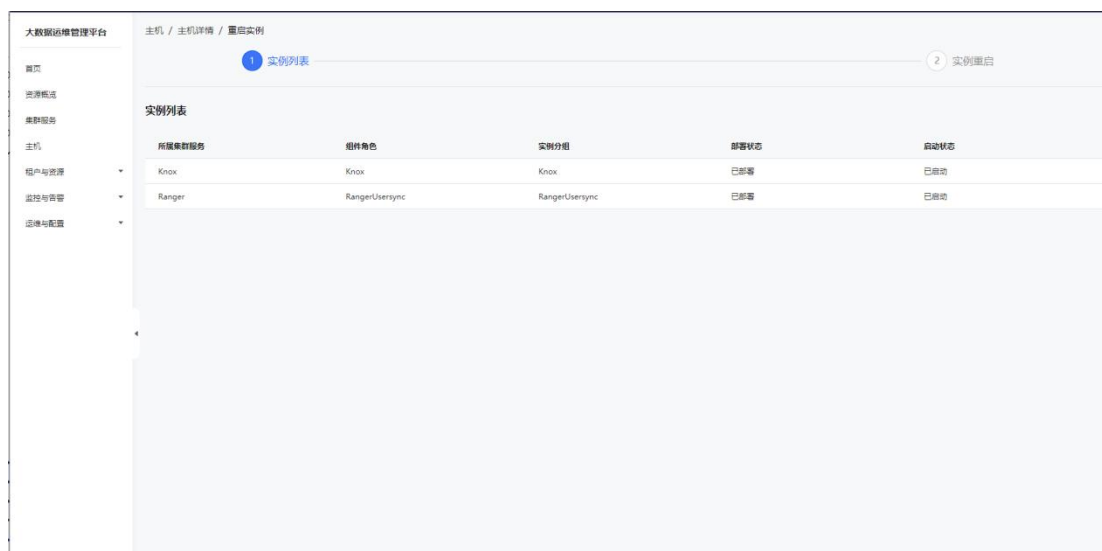 大数据运维管理平台
首页
资源概览
集群服务
主机
租户与资源
监控与告警
运维与配置
主机 / 主机详情 / 重启实例
1 实例列表
2 实例重启
实例列表
所属集群服务 组件角色 实例分组 部署状态 启动状态
Knox Knox Knox 已部署 已启动
Ranger RangerUsersync RangerUsersync 已部署 已启动